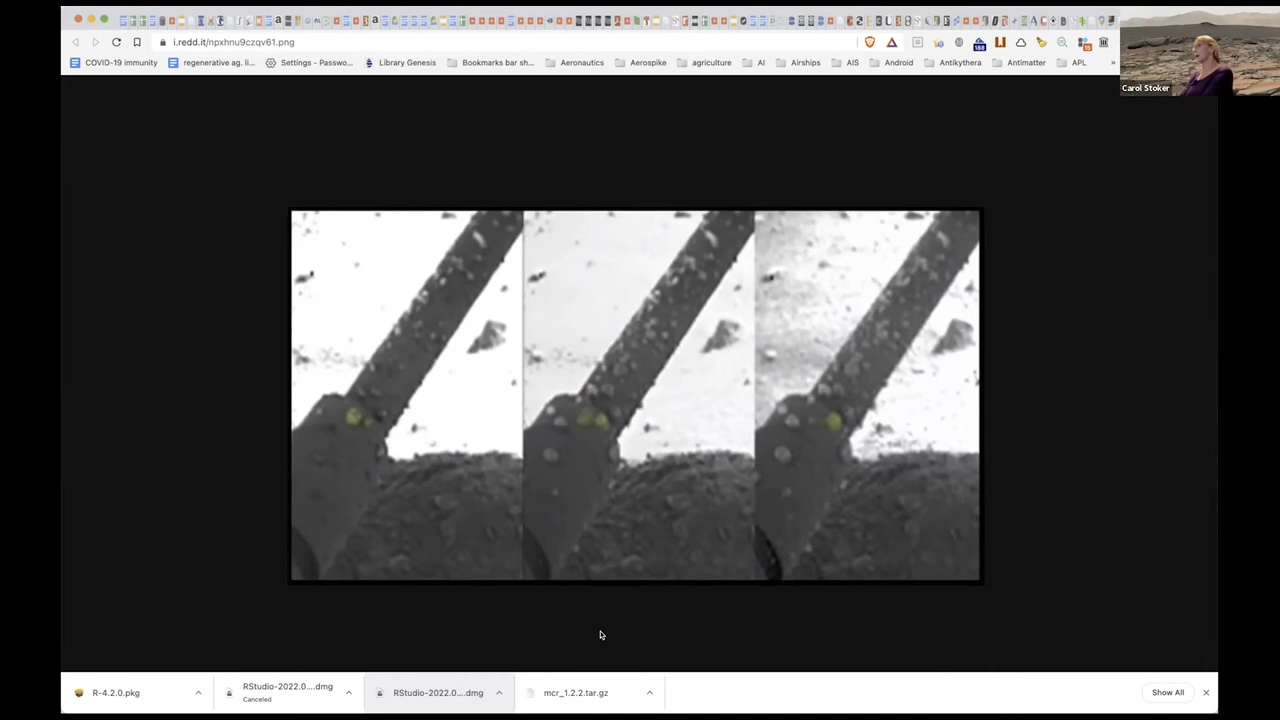 i.redd.it/npxhnu9czqv61.png
188
15
COVID-19 immunity
regenerative ag. li...
Settings - Passwo...
Library Genesis
Bookmarks bar sh...
Aeronautics
Aerospike
agriculture
AI
Airships
AIS
Android
Antikythera
Antimatter
APL
»
Carol Stoker
R-4.2.0.pkg
RStudio-2022.0....dmg
Canceled
RStudio-2022.0....dmg
mcr_1.2.2.tar.gz
Show All